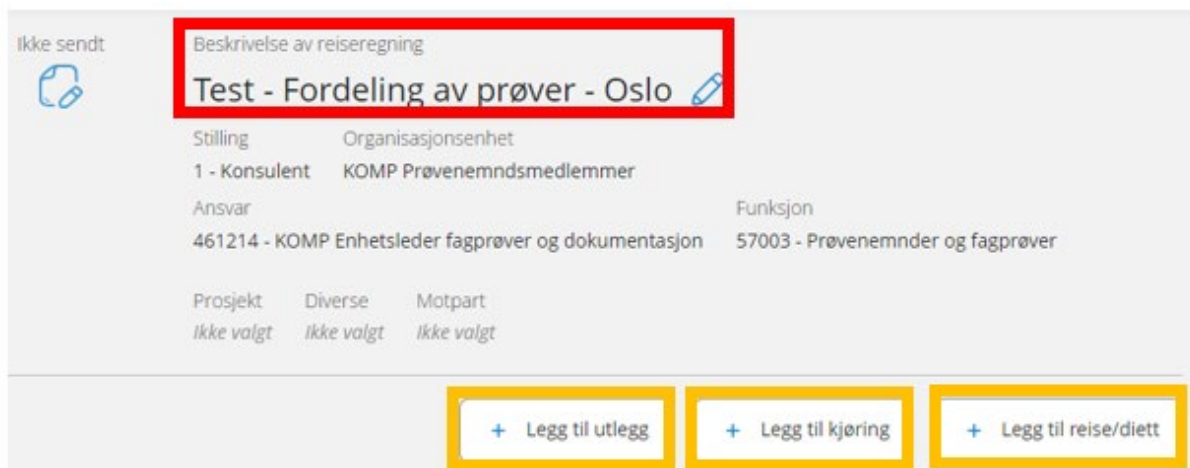 Ikke sendt
Beskrivelse av reiseregning
Test - Fordeling av prøver - Oslo
Stilling Organisasjonsenhet
1 - Konsulent KOMP Prøvenemndsmedlemmer
Ansvar Funksjon
461214 - KOMP Enhetsleder fagprøver og dokumentasjon 57003 - Prøvenemnder og fagprøver
Prosjekt Diverse Motpart
Ikke valgt Ikke valgt Ikke valgt
+ Legg til utlegg + Legg til kjøring + Legg til reise/diett